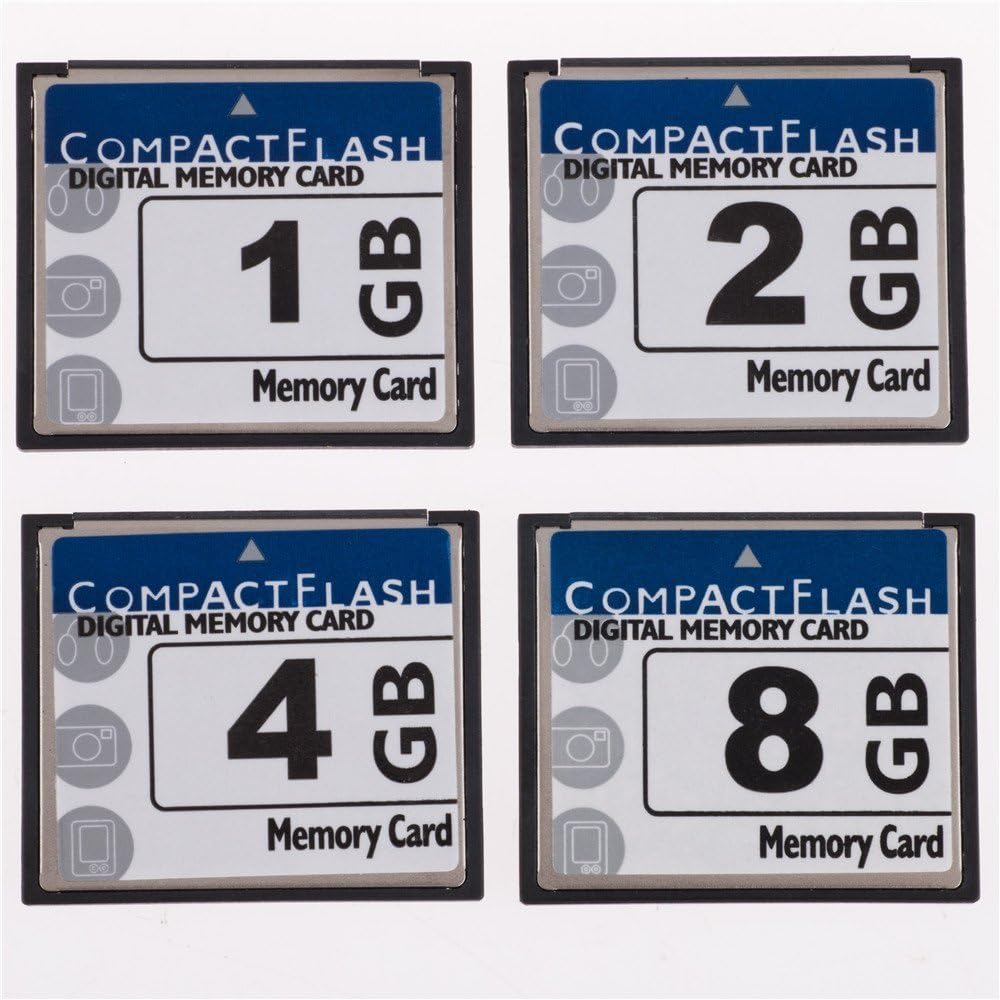 COMPACTFLASH
DIGITAL MEMORY CARD
1 GB
Memory Card
COMPACTFLASH
DIGITAL MEMORY CARD
2 GB
Memory Card
COMPACTFLASH
DIGITAL MEMORY CARD
4 GB
Memory Card
COMPACTFLASH
DIGITAL MEMORY CARD
8 GB
Memory Card